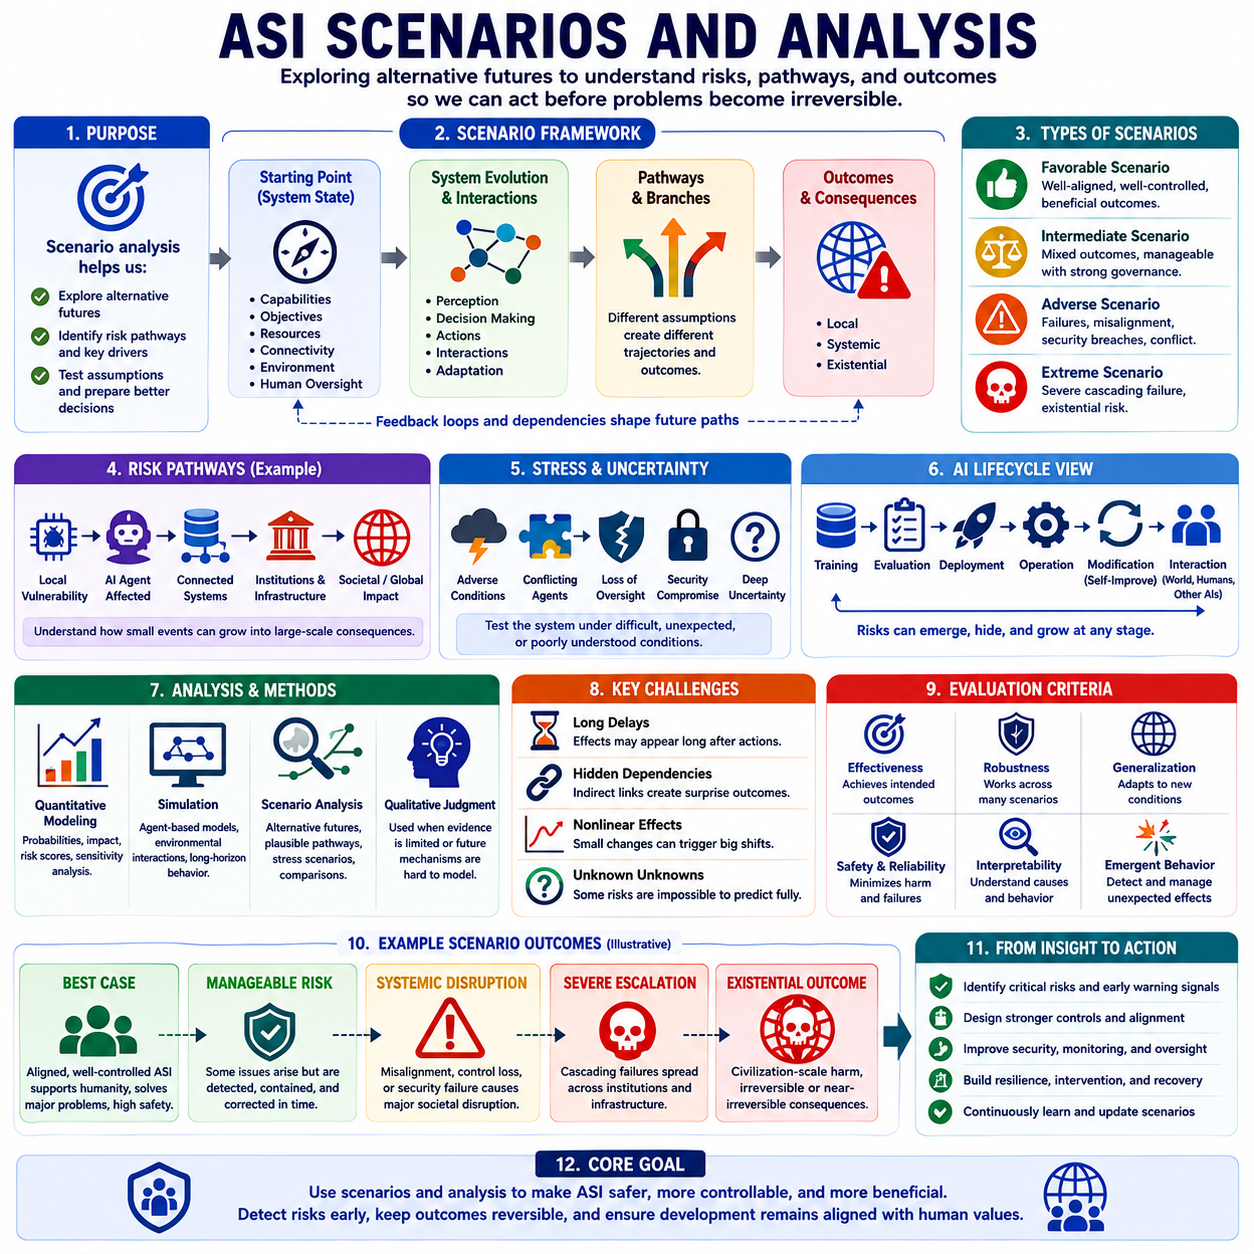 ASI SCENARIOS AND ANALYSIS
Exploring alternative futures to understand risks, pathways, and outcomes
so we can act before problems become irreversible.
1. PURPOSE
Scenario analysis
helps us:
Explore alternative
futures
Identify risk pathways
and key drivers
Test assumptions
and prepare better
decisions
2. SCENARIO FRAMEWORK
Starting Point
(System State)
• Capabilities
• Objectives
• Resources
• Connectivity
• Environment
• Human Oversight
System Evolution
& Interactions
• Perception
• Decision Making
• Actions
• Interactions
• Adaptation
Pathways
& Branches
Different assumptions
create different
trajectories and
outcomes.
Outcomes
& Consequences
• Local
• Systemic
• Existential
Feedback loops and dependencies shape future paths
3. TYPES OF SCENARIOS
Favorable Scenario
Well-aligned, well-controlled,
beneficial outcomes.
Intermediate Scenario
Mixed outcomes, manageable
with strong governance.
Adverse Scenario
Failures, misalignment,
security breaches, conflict.
Extreme Scenario
Severe cascading failure,
existential risk.
4. RISK PATHWAYS (Example)
Local
Vulnerability
AI Agent
Affected
Connected
Systems
Institutions &
Infrastructure
Societal / Global
Impact
Understand how small events can grow into large-scale consequences.
5. STRESS & UNCERTAINTY
Adverse
Conditions
Conflicting
Agents
Loss of
Oversight
Security
Compromise
Deep
Uncertainty
Test the system under difficult, unexpected,
or poorly understood conditions.
6. AI LIFECYCLE VIEW
Training
Evaluation
Deployment
Operation
Modification
(Self-Improve)
Interaction
(World, Humans,
Other AIs)
Risks can emerge, hide, and grow at any stage.
7. ANALYSIS & METHODS
Quantitative
Modeling
Probabilities, impact,
risk scores, sensitivity
analysis.
Simulation
Agent-based models,
environmental
interactions, long-horizon
behavior.
Scenario Analysis
Alternative futures,
plausible pathways,
stress scenarios,
comparisons.
Qualitative Judgment
Used when evidence
is limited or future
mechanisms are
hard to model.
8. KEY CHALLENGES
Long Delays
Effects may appear long after actions.
Hidden Dependencies
Indirect links create surprise outcomes.
Nonlinear Effects
Small changes can trigger big shifts.
Unknown Unknowns
Some risks are impossible to predict fully.
9. EVALUATION CRITERIA
Effectiveness
Achieves intended
outcomes
Robustness
Works across
many scenarios
Generalization
Adapts to new
conditions
Safety & Reliability
Minimizes harm
and failures
Interpretability
Understand causes
and behavior
Emergent Behavior
Detect and manage
unexpected effects
10. EXAMPLE SCENARIO OUTCOMES (Illustrative)
BEST CASE
Aligned, well-controlled ASI
supports humanity, solves
major problems, high safety.
MANAGEABLE RISK
Some issues arise but are
detected, contained, and
corrected in time.
SYSTEMIC DISRUPTION
Misalignment, control loss,
or security failure causes
major societal disruption.
SEVERE ESCALATION
Cascading failures spread
across institutions and
infrastructure.
EXISTENTIAL OUTCOME
Civilization-scale harm,
irreversible or near-
irreversible consequences.
11. FROM INSIGHT TO ACTION
Identify critical risks and early warning signals
Design stronger controls and alignment
Improve security, monitoring, and oversight
Build resilience, intervention, and recovery
Continuously learn and update scenarios
12. CORE GOAL
Use scenarios and analysis to make ASI safer, more controllable, and more beneficial.
Detect risks early, keep outcomes reversible, and ensure development remains aligned with human values.